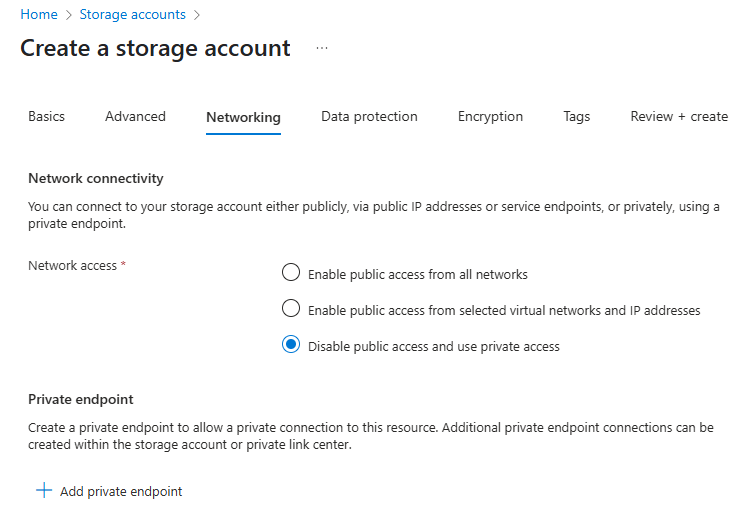 Home > Storage accounts >
Create a storage account ...
Basics Advanced Networking Data protection Encryption Tags Review + create
Network connectivity
You can connect to your storage account either publicly, via public IP addresses or service endpoints, or privately, using a
private endpoint.
Network access *
Enable public access from all networks
Enable public access from selected virtual networks and IP addresses
Disable public access and use private access
Private endpoint
Create a private endpoint to allow a private connection to this resource. Additional private endpoint connections can be
created within the storage account or private link center.
+ Add private endpoint